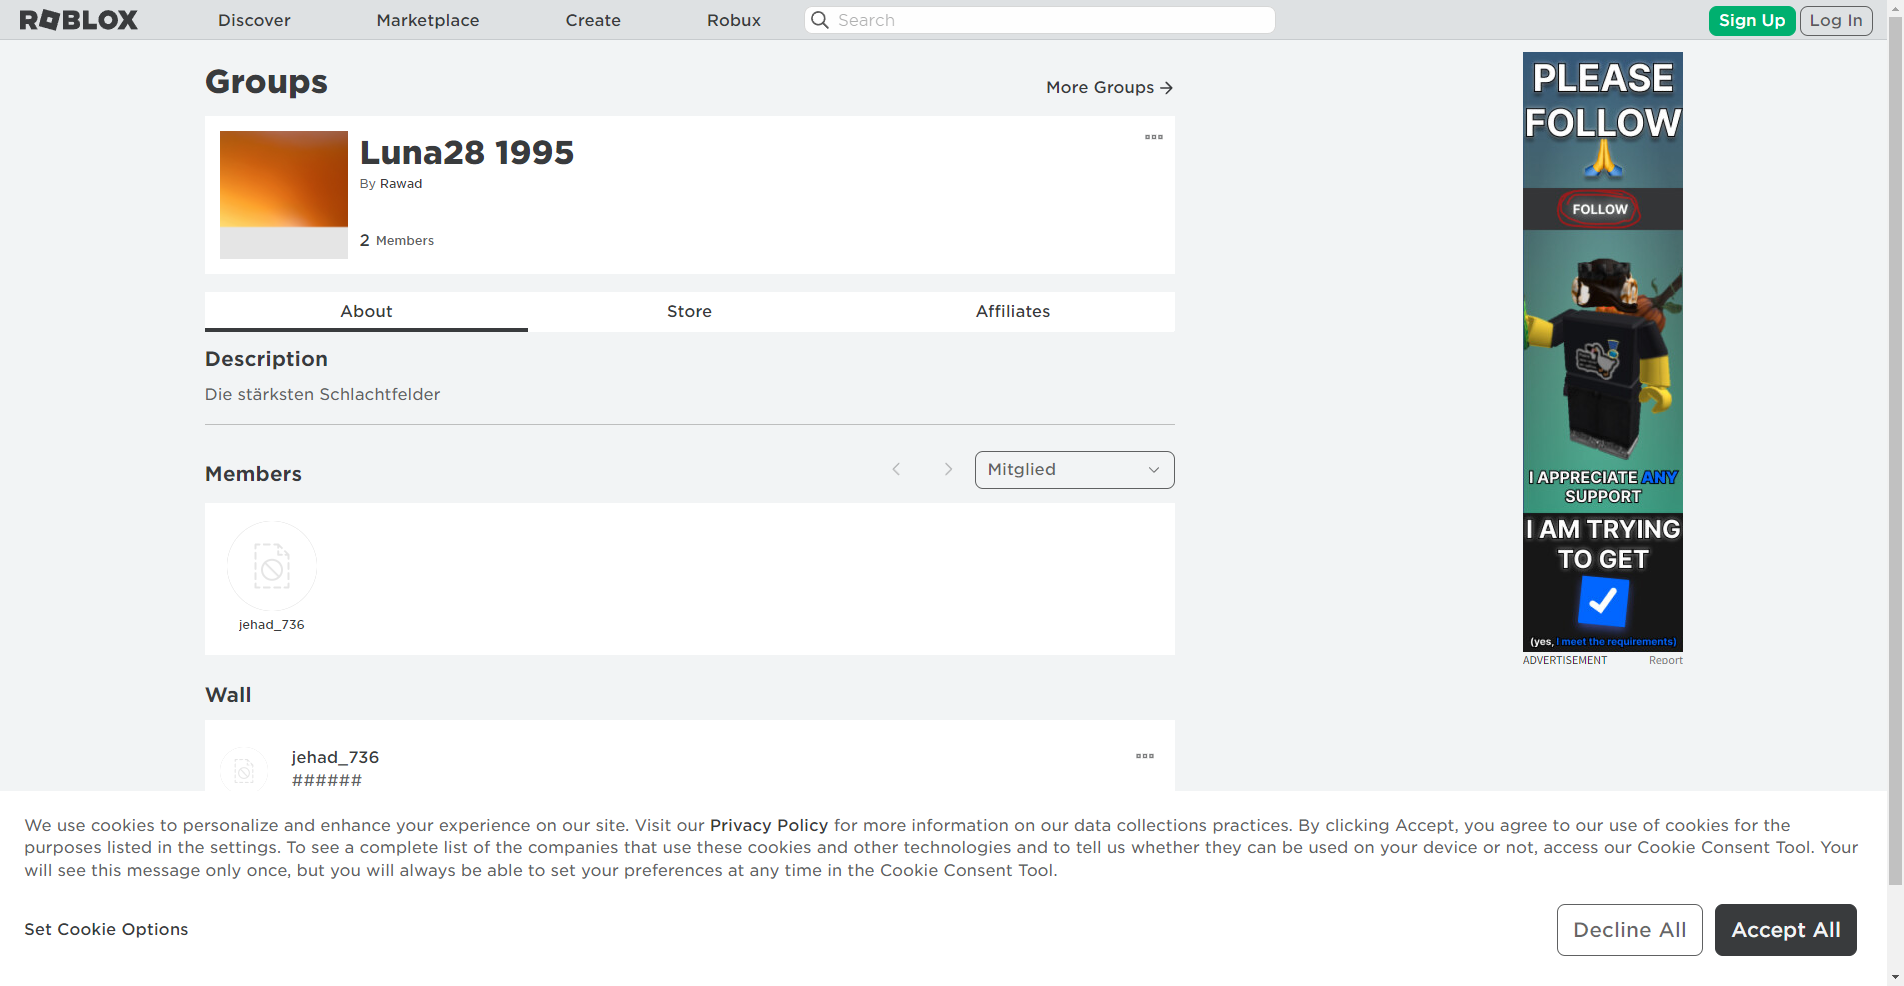 ROBLOX
Discover
Marketplace
Create
Robux
Search
Sign Up
Log In
Groups
More Groups
Luna28 1995
By Rawad
2 Members
About
Store
Affiliates
Description
Die stärksten Schlachtfelder
Members
Mitglied
jehad_736
Wall
jehad_736
######
PLEASE
FOLLOW
FOLLOW
I APPRECIATE ANY
SUPPORT
I AM TRYING
TO GET
(yes, I meet the requirements)
ADVERTISEMENT
Report
We use cookies to personalize and enhance your experience on our site. Visit our Privacy Policy for more information on our data collections practices. By clicking Accept, you agree to our use of cookies for the
purposes listed in the settings. To see a complete list of the companies that use these cookies and other technologies and to tell us whether they can be used on your device or not, access our Cookie Consent Tool. Your
will see this message only once, but you will always be able to set your preferences at any time in the Cookie Consent Tool.
Set Cookie Options
Decline All
Accept All